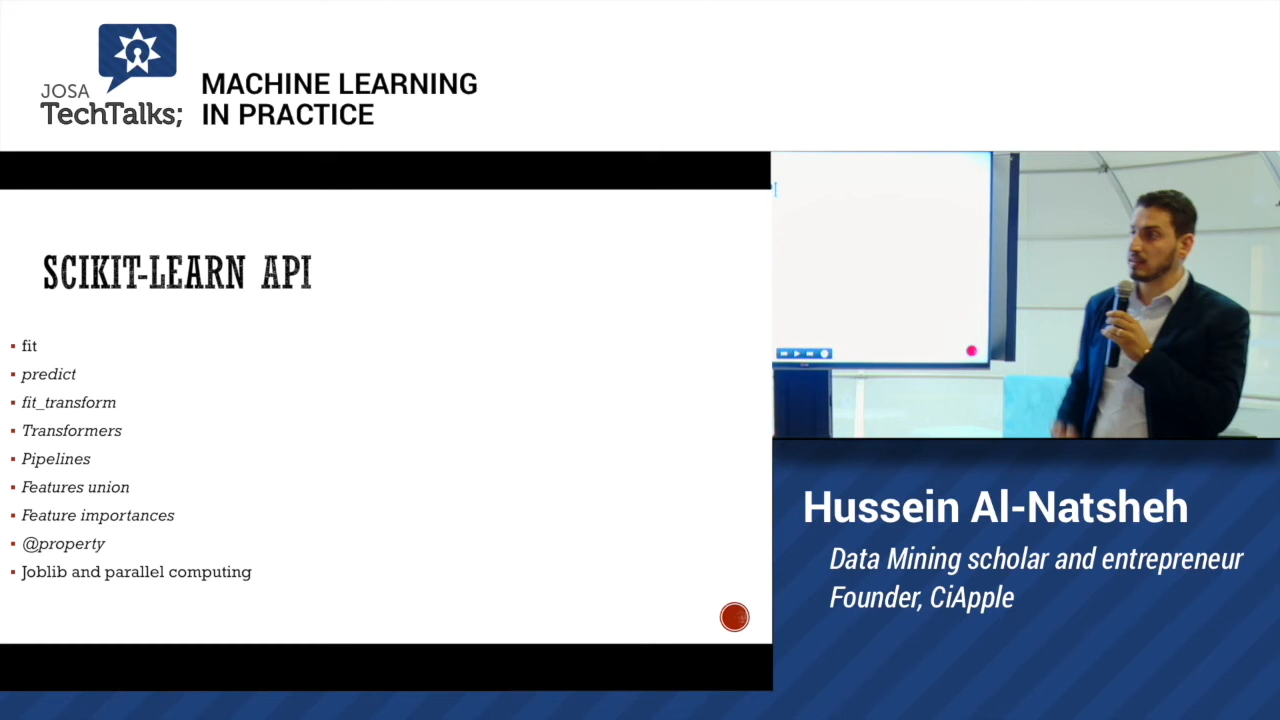 JOSA
TechTalks;
MACHINE LEARNING
IN PRACTICE
SCIKIT-LEARN API
▪ fit
▪ predict
▪ fit_transform
▪ Transformers
▪ Pipelines
▪ Features union
▪ Feature importances
▪ @property
▪ Joblib and parallel computing
Hussein Al-Natsheh
Data Mining scholar and entrepreneur
Founder, CiApple